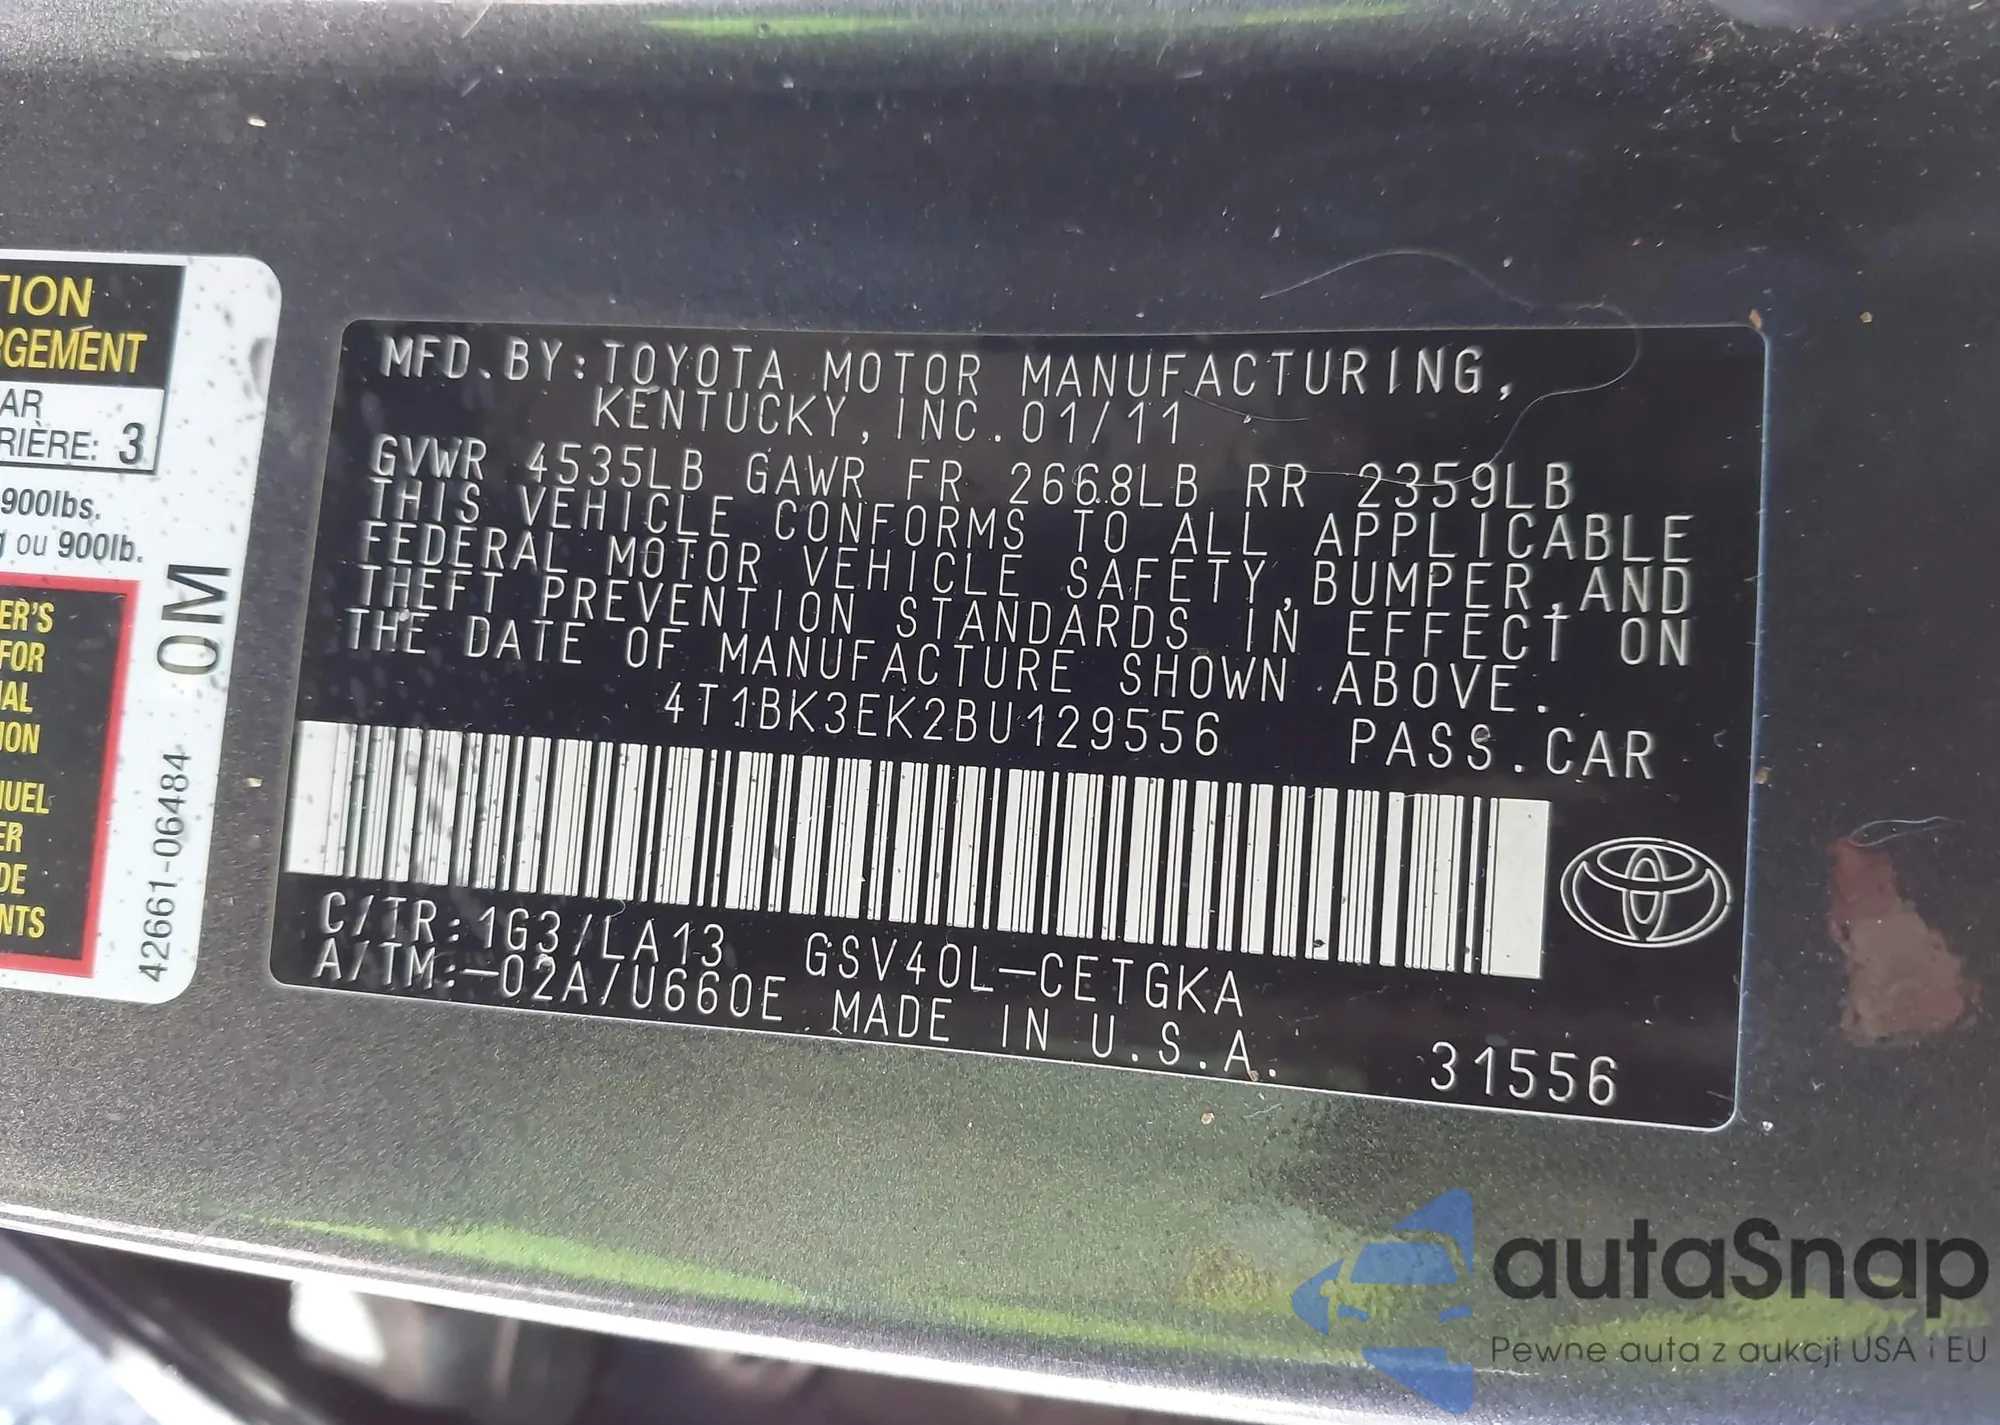 TION
RGEMENT
AR
RIÈRE: 3
900lbs.
ou 900lb.
ER'S
FOR
IAL
ION
NUEL
ER
DE
NTS
42661-06484
0M
MFD.BY:TOYOTA MOTOR MANUFACTURING,
KENTUCKY,INC.01/11
GVWR 4535LB GAWR FR 2668LB RR 2359LB
THIS VEHICLE CONFORMS TO ALL APPLICABLE
FEDERAL MOTOR VEHICLE SAFETY,BUMPER,AND
THEFT PREVENTION STANDARDS IN EFFECT ON
THE DATE OF MANUFACTURE SHOWN ABOVE.
4T1BK3EK2BU129556 PASS.CAR
C/TR:1G3/LA13 GSV40L-CETGKA
A/TM:-02A/U660E MADE IN U.S.A.
31556
autaSnap
Pewne auta z aukcji USA i EU